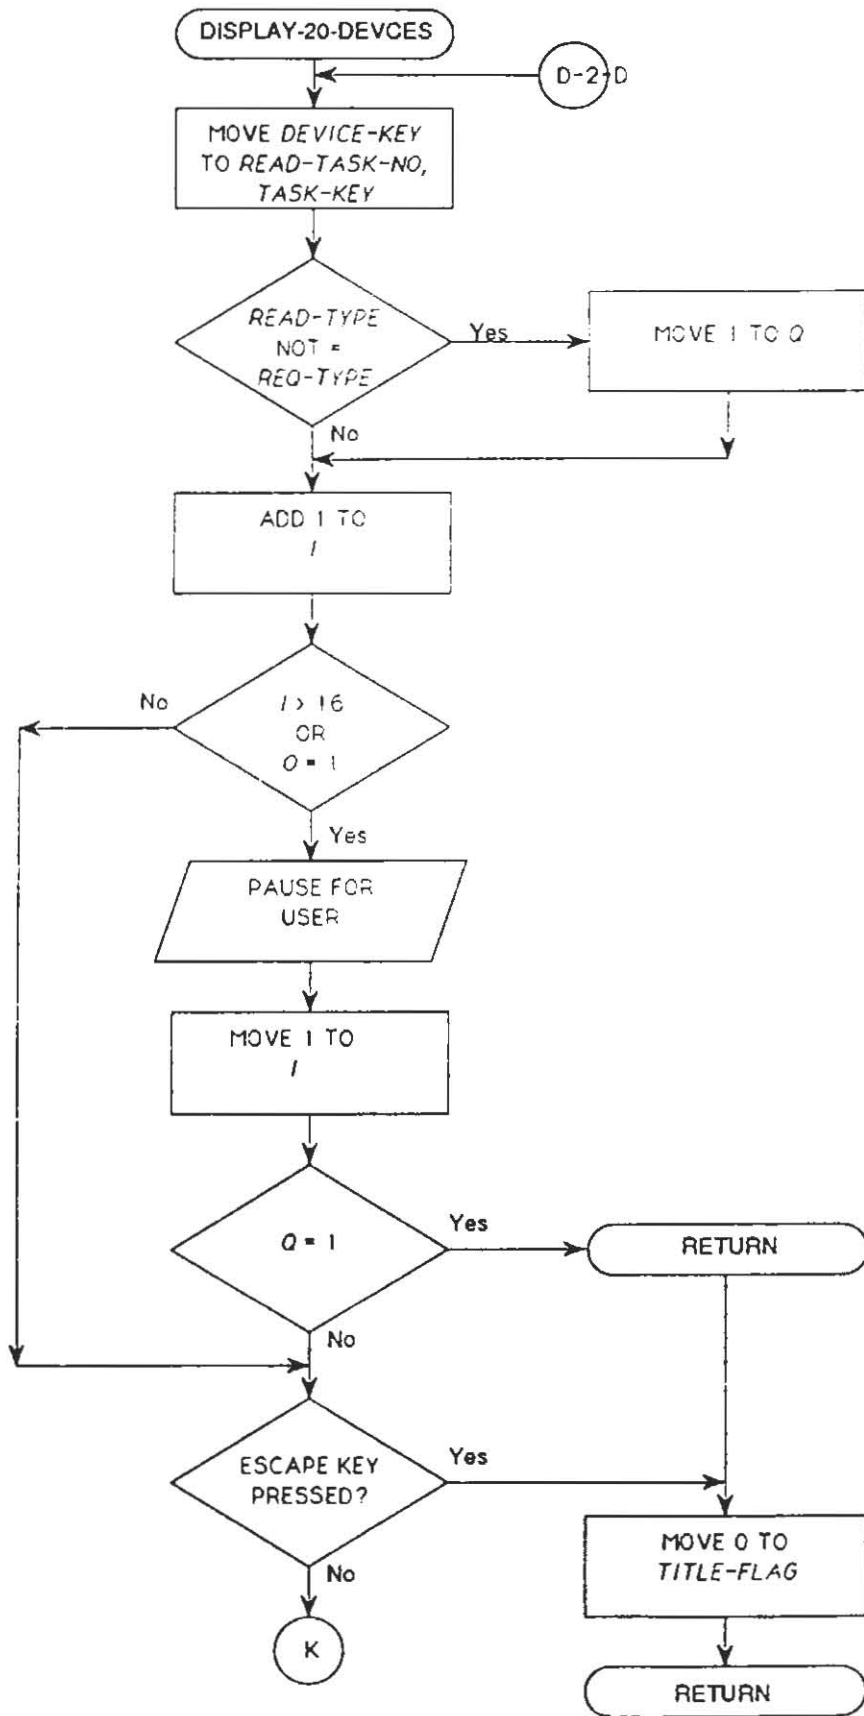 DISPLAY-20-DEVCES
D-2-D
MOVE DEVICE-KEY
TO READ-TASK-NO,
TASK-KEY
READ-TYPE
NOT =
REQ-TYPE
Yes
MOVE 1 TO Q
No
ADD 1 TO
I
No
I > 16
OR
Q = 1
Yes
PAUSE FOR
USER
MOVE 1 TO
I
Q = 1
Yes
RETURN
No
ESCAPE KEY
PRESSED?
Yes
MOVE 0 TO
TITLE-FLAG
No
K
RETURN